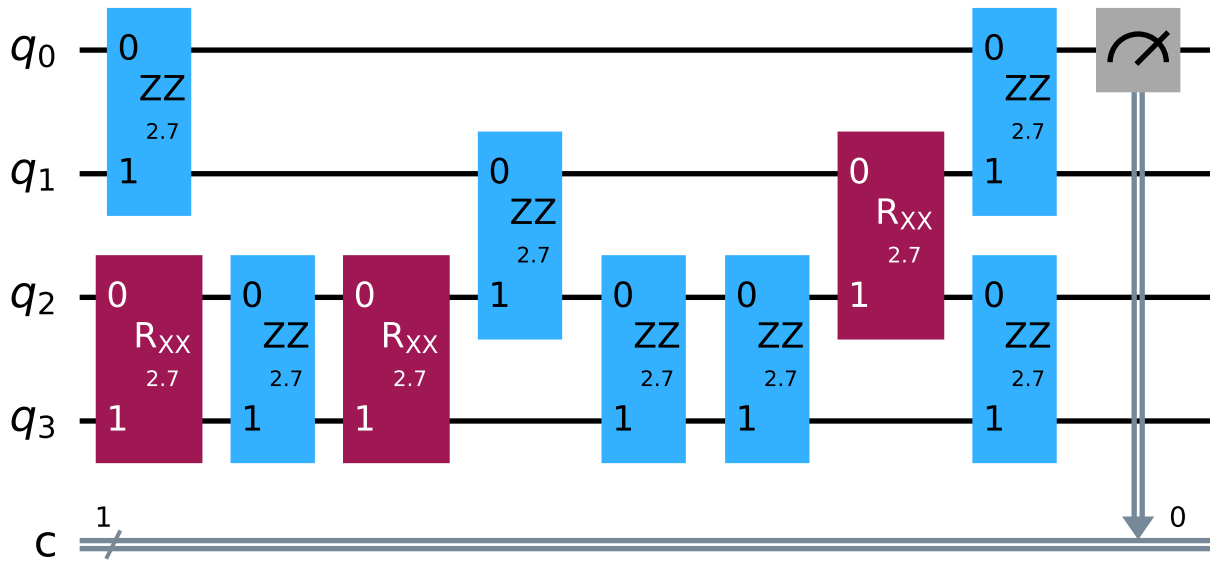 q0 0 0
ZZ ZZ
2.7 2.7
q1 1 0 0 1
ZZ RXX
2.7 2.7
q2 0 0 0 1 0 0 1 0
RXX ZZ RXX ZZ ZZ ZZ
2.7 2.7 2.7 2.7 2.7 2.7
q3 1 1 1 1 1 1
1 0
c